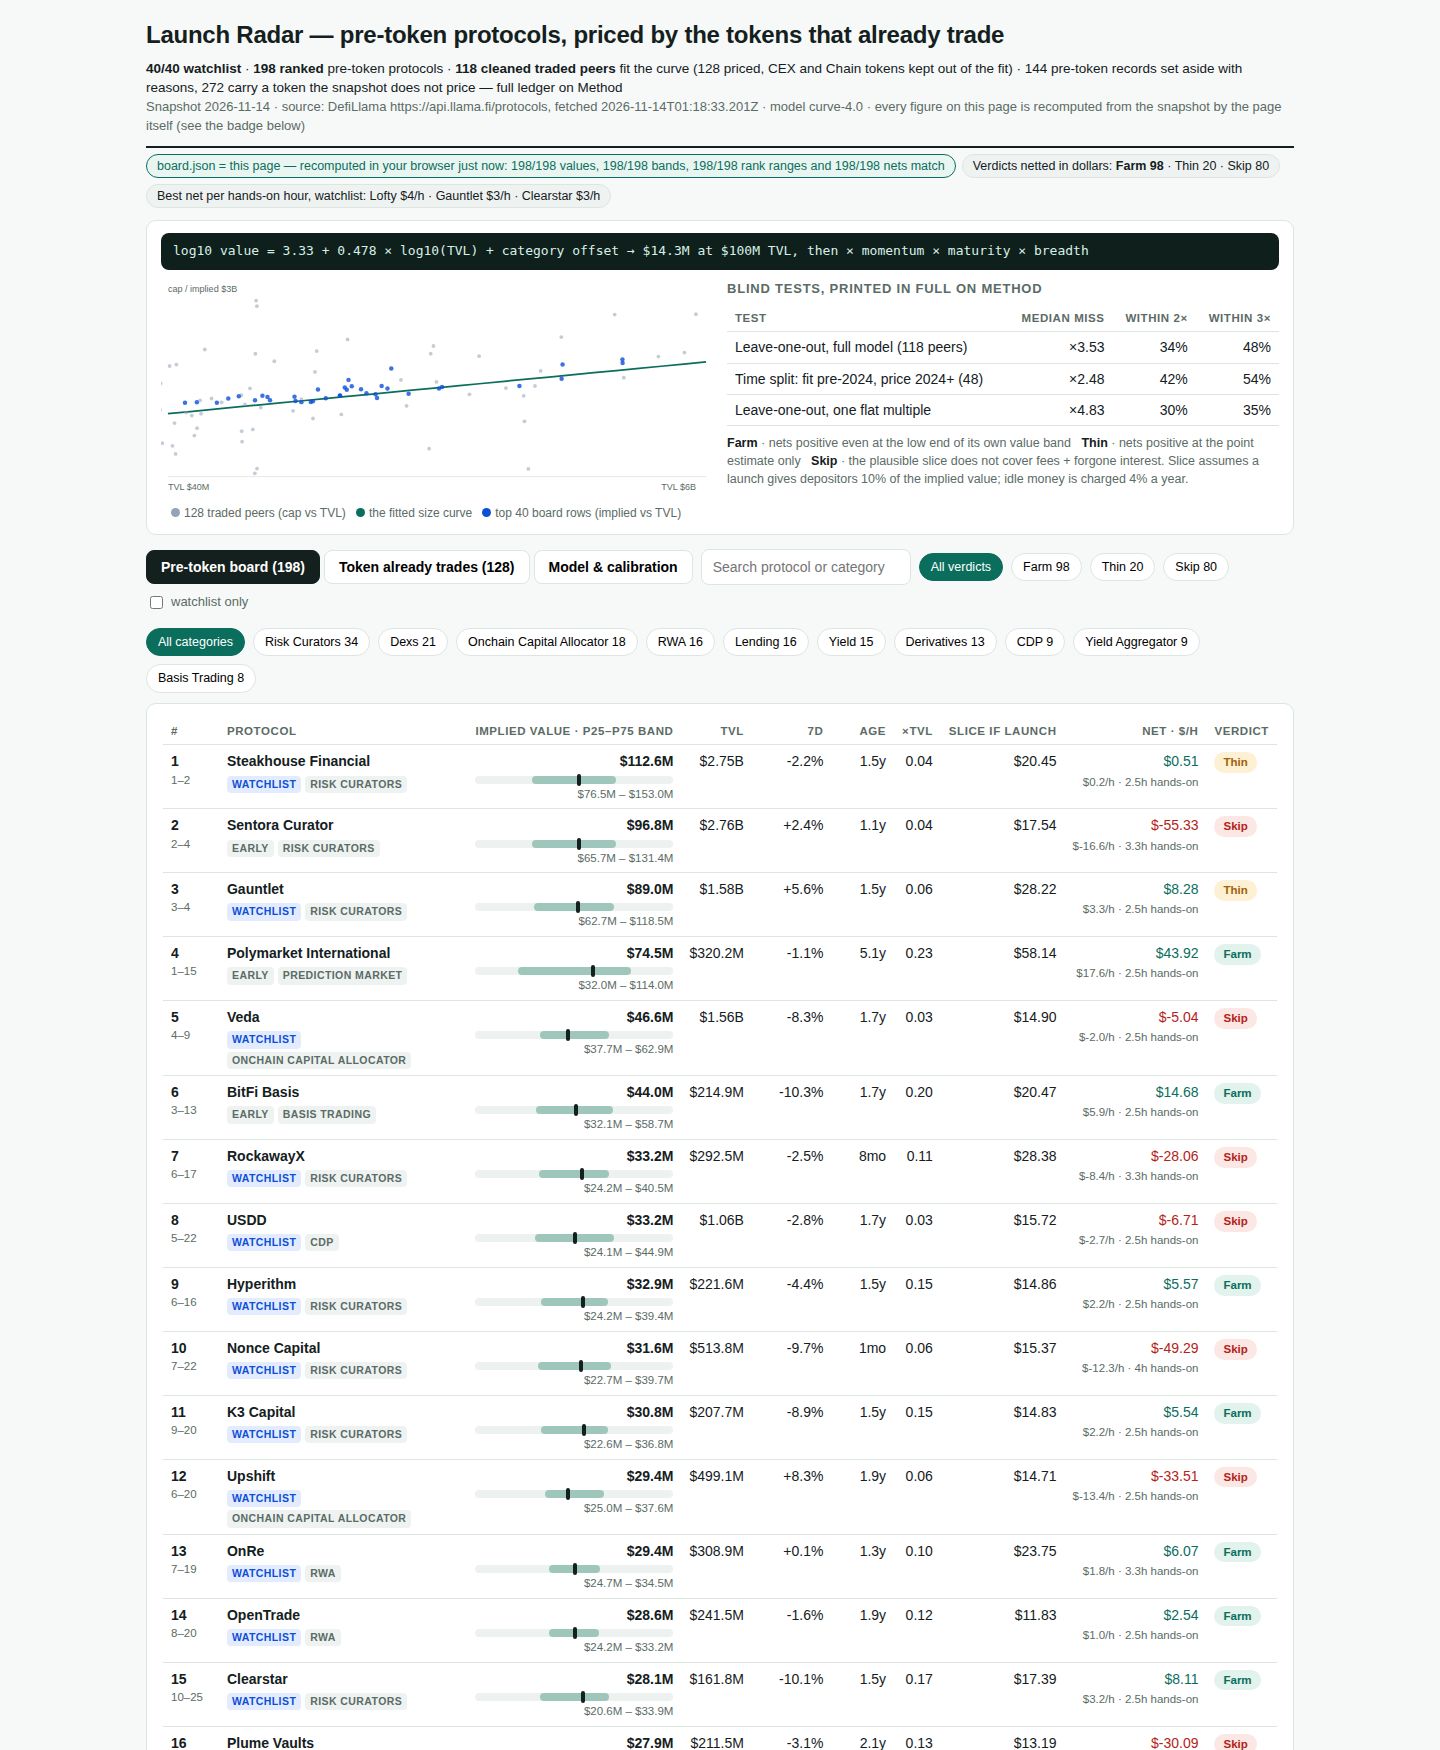 Launch Radar — pre-token protocols, priced by the tokens that already trade
40/40 watchlist · 198 ranked pre-token protocols · 118 cleaned traded peers fit the curve (128 priced, CEX and Chain tokens kept out of the fit) · 144 pre-token records set aside with
reasons, 272 carry a token the snapshot does not price — full ledger on Method
Snapshot 2026-11-14 · source: DefiLlama https://api.llama.fi/protocols, fetched 2026-11-14T01:18:33.201Z · model curve-4.0 · every figure on this page is recomputed from the snapshot by the page
itself (see the badge below)
board.json = this page — recomputed in your browser just now: 198/198 values, 198/198 bands, 198/198 rank ranges and 198/198 nets match
Verdicts netted in dollars: Farm 98 · Thin 20 · Skip 80
Best net per hands-on hour, watchlist: Lofty $4/h · Gauntlet $3/h · Clearstar $3/h
log10 value = 3.33 + 0.478 × log10(TVL) + category offset → $14.3M at $100M TVL, then × momentum × maturity × breadth
cap / implied $3B
TVL $40M TVL $6B
128 traded peers (cap vs TVL) the fitted size curve top 40 board rows (implied vs TVL)
BLIND TESTS, PRINTED IN FULL ON METHOD
TEST MEDIAN MISS WITHIN 2× WITHIN 3×
Leave-one-out, full model (118 peers) ×3.53 34% 48%
Time split: fit pre-2024, price 2024+ (48) ×2.48 42% 54%
Leave-one-out, one flat multiple ×4.83 30% 35%
Farm · nets positive even at the low end of its own value band Thin · nets positive at the point
estimate only Skip · the plausible slice does not cover fees + forgone interest. Slice assumes a
launch gives depositors 10% of the implied value; idle money is charged 4% a year.
Pre-token board (198) Token already trades (128) Model & calibration Search protocol or category All verdicts Farm 98 Thin 20 Skip 80
watchlist only
All categories Risk Curators 34 Dexs 21 Onchain Capital Allocator 18 RWA 16 Lending 16 Yield 15 Derivatives 13 CDP 9 Yield Aggregator 9
Basis Trading 8
# PROTOCOL IMPLIED VALUE · P25–P75 BAND TVL 7D AGE ×TVL SLICE IF LAUNCH NET · $/H VERDICT
1 Steakhouse Financial $112.6M $2.75B -2.2% 1.5y 0.04 $20.45 $0.51 Thin
1–2 WATCHLIST RISK CURATORS $0.2/h · 2.5h hands-on
$76.5M – $153.0M
2 Sentora Curator $96.8M $2.76B +2.4% 1.1y 0.04 $17.54 $-55.33 Skip
2–4 EARLY RISK CURATORS $-16.6/h · 3.3h hands-on
$65.7M – $131.4M
3 Gauntlet $89.0M $1.58B +5.6% 1.5y 0.06 $28.22 $8.28 Thin
3–4 WATCHLIST RISK CURATORS $3.3/h · 2.5h hands-on
$62.7M – $118.5M
4 Polymarket International $74.5M $320.2M -1.1% 5.1y 0.23 $58.14 $43.92 Farm
1–15 EARLY PREDICTION MARKET $17.6/h · 2.5h hands-on
$32.0M – $114.0M
5 Veda $46.6M $1.56B -8.3% 1.7y 0.03 $14.90 $-5.04 Skip
4–9 WATCHLIST $-2.0/h · 2.5h hands-on
$37.7M – $62.9M
ONCHAIN CAPITAL ALLOCATOR
6 BitFi Basis $44.0M $214.9M -10.3% 1.7y 0.20 $20.47 $14.68 Farm
3–13 EARLY BASIS TRADING $5.9/h · 2.5h hands-on
$32.1M – $58.7M
7 RockawayX $33.2M $292.5M -2.5% 8mo 0.11 $28.38 $-28.06 Skip
6–17 WATCHLIST RISK CURATORS $-8.4/h · 3.3h hands-on
$24.2M – $40.5M
8 USDD $33.2M $1.06B -2.8% 1.7y 0.03 $15.72 $-6.71 Skip
5–22 WATCHLIST CDP $-2.7/h · 2.5h hands-on
$24.1M – $44.9M
9 Hyperithm $32.9M $221.6M -4.4% 1.5y 0.15 $14.86 $5.57 Farm
6–16 WATCHLIST RISK CURATORS $2.2/h · 2.5h hands-on
$24.2M – $39.4M
10 Nonce Capital $31.6M $513.8M -9.7% 1mo 0.06 $15.37 $-49.29 Skip
7–22 WATCHLIST RISK CURATORS $-12.3/h · 4h hands-on
$22.7M – $39.7M
11 K3 Capital $30.8M $207.7M -8.9% 1.5y 0.15 $14.83 $5.54 Farm
9–20 WATCHLIST RISK CURATORS $2.2/h · 2.5h hands-on
$22.6M – $36.8M
12 Upshift $29.4M $499.1M +8.3% 1.9y 0.06 $14.71 $-33.51 Skip
6–20 WATCHLIST $-13.4/h · 2.5h hands-on
$25.0M – $37.6M
ONCHAIN CAPITAL ALLOCATOR
13 OnRe $29.4M $308.9M +0.1% 1.3y 0.10 $23.75 $6.07 Farm
7–19 WATCHLIST RWA $1.8/h · 3.3h hands-on
$24.7M – $34.5M
14 OpenTrade $28.6M $241.5M -1.6% 1.9y 0.12 $11.83 $2.54 Farm
8–20 WATCHLIST RWA $1.0/h · 2.5h hands-on
$24.2M – $33.2M
15 Clearstar $28.1M $161.8M -10.1% 1.5y 0.17 $17.39 $8.11 Farm
10–25 WATCHLIST RISK CURATORS $3.2/h · 2.5h hands-on
$20.6M – $33.9M
16 Plume Vaults $27.9M $211.5M -3.1% 2.1y 0.13 $13.19 $-30.09 Skip